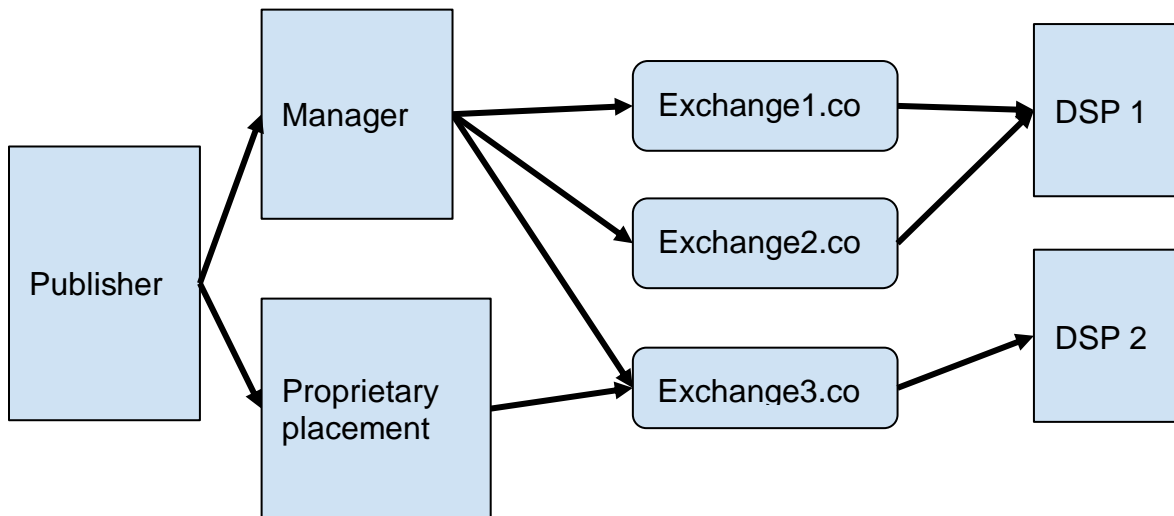 Publisher
Manager
Proprietary
placement
Exchange1.co
Exchange2.co
Exchange3.co
DSP 1
DSP 2